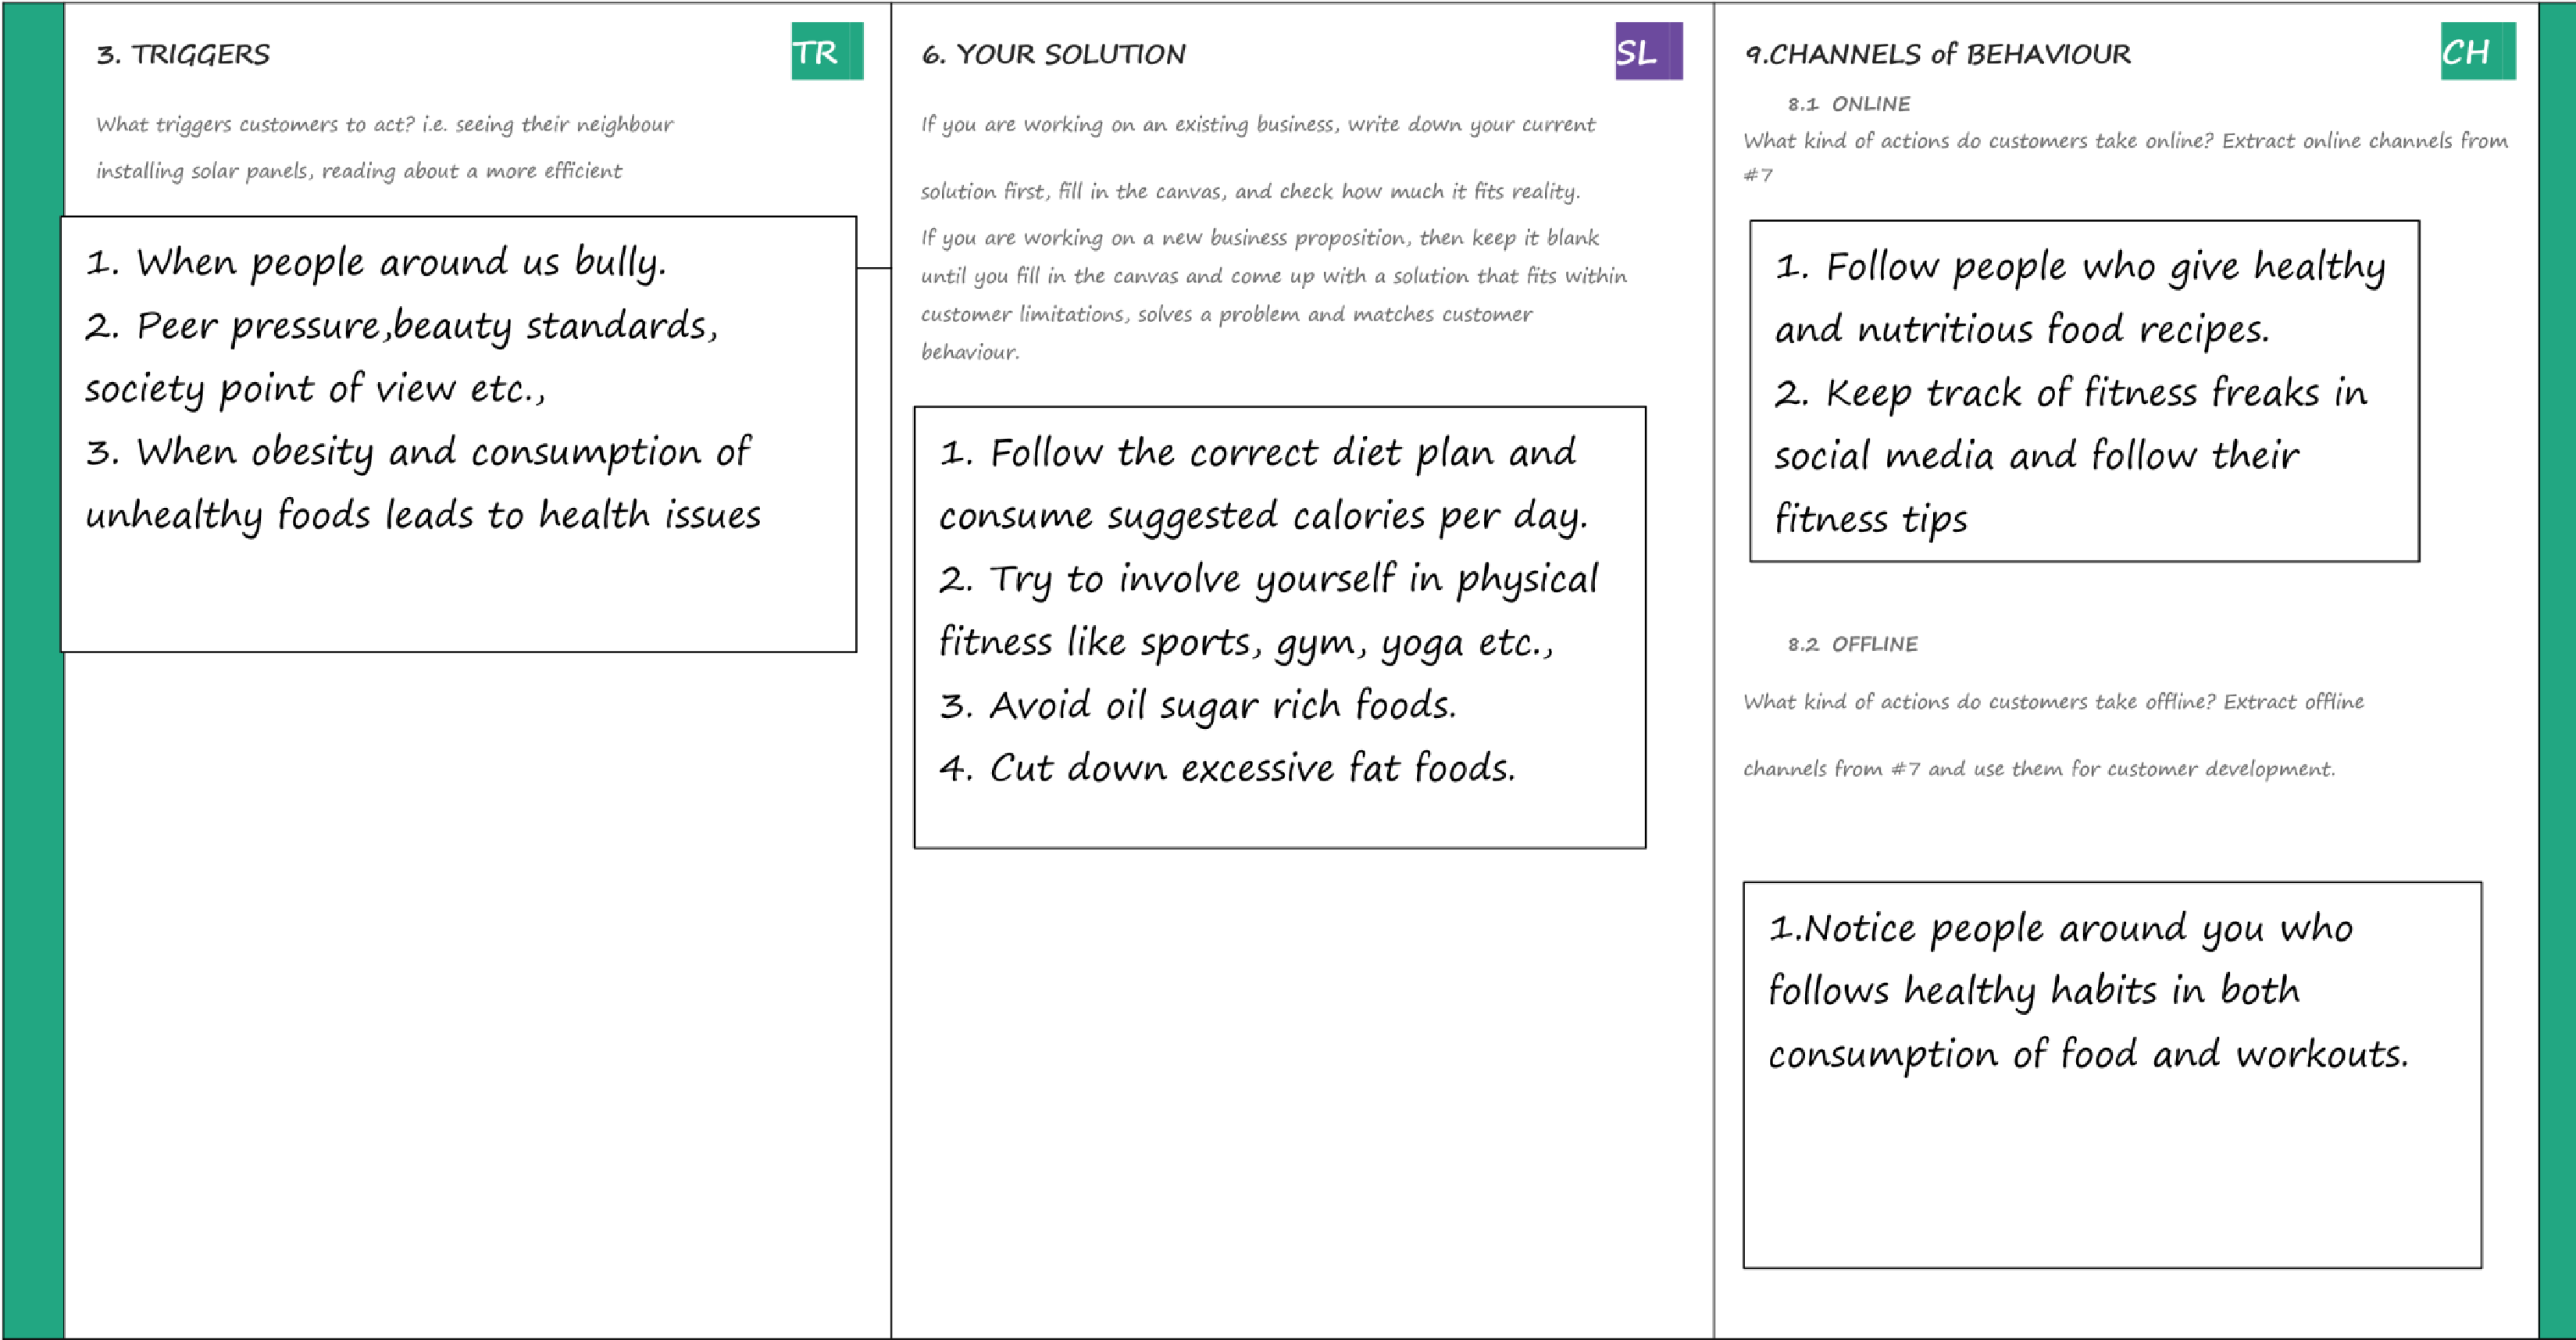 3. TRIGGERS
TR
What triggers customers to act? i.e. seeing their neighbour
installing solar panels, reading about a more efficient
1. When people around us bully.
2. Peer pressure,beauty standards,
society point of view etc.,
3. When obesity and consumption of
unhealthy foods leads to health issues
6. YOUR SOLUTION
SL
If you are working on an existing business, write down your current
solution first, fill in the canvas, and check how much it fits reality.
If you are working on a new business proposition, then keep it blank
until you fill in the canvas and come up with a solution that fits within
customer limitations, solves a problem and matches customer
behaviour.
1. Follow the correct diet plan and
consume suggested calories per day.
2. Try to involve yourself in physical
fitness like sports, gym, yoga etc.,
3. Avoid oil sugar rich foods.
4. Cut down excessive fat foods.
9.CHANNELS of BEHAVIOUR
CH
8.1 ONLINE
What kind of actions do customers take online? Extract online channels from
#7
1. Follow people who give healthy
and nutritious food recipes.
2. Keep track of fitness freaks in
social media and follow their
fitness tips
8.2 OFFLINE
What kind of actions do customers take offline? Extract offline
channels from #7 and use them for customer development.
1.Notice people around you who
follows healthy habits in both
consumption of food and workouts.